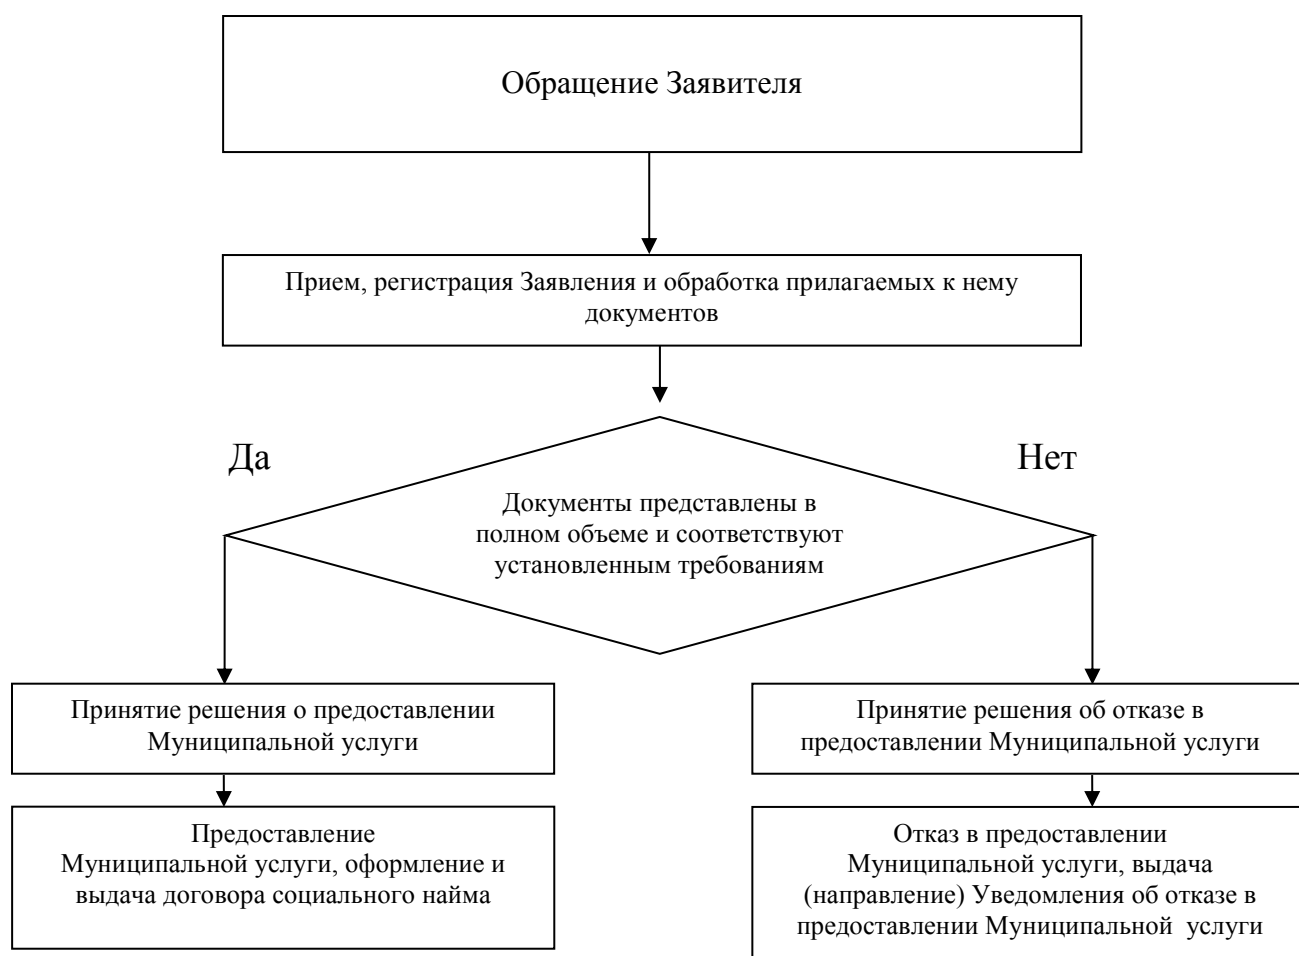 Обращение Заявителя
Прием, регистрация Заявления и обработка прилагаемых к нему
документов
Да
Нет
Документы представлены в
полном объеме и соответствуют
установленным требованиям
Принятие решения о предоставлении
Муниципальной услуги
Принятие решения об отказе в
предоставлении Муниципальной услуги
Предоставление
Муниципальной услуги, оформление и
выдача договора социального найма
Отказ в предоставлении
Муниципальной услуги, выдача
(направление) Уведомления об отказе в
предоставлении Муниципальной услуги